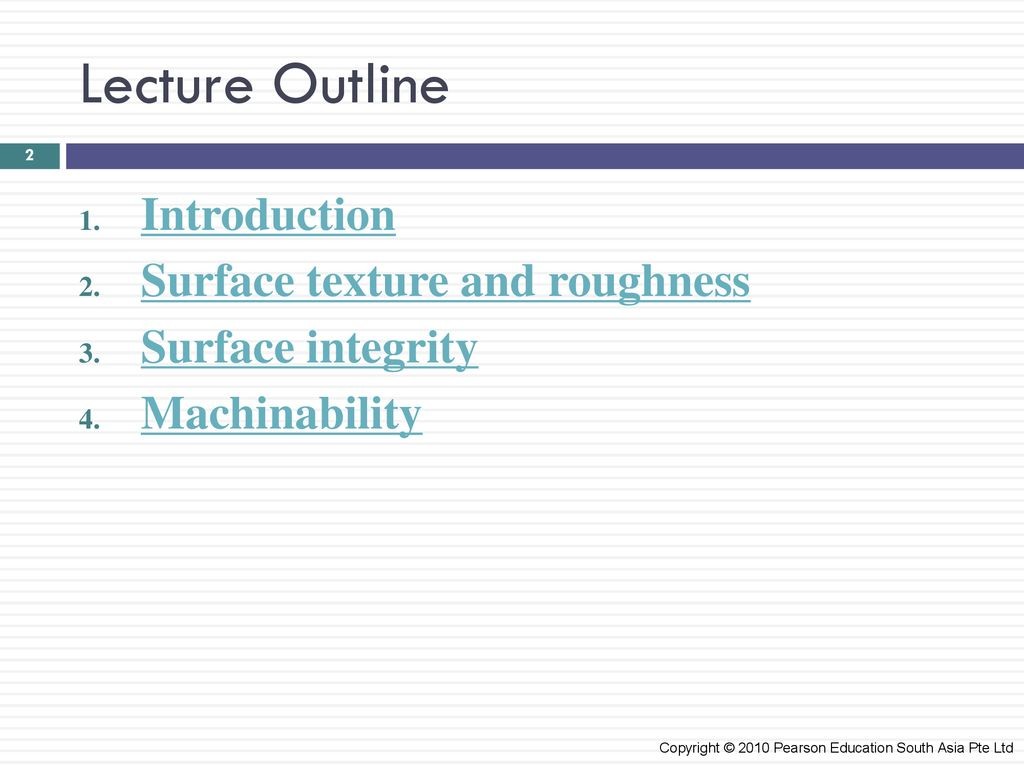 Lecture Outline
2
1. Introduction
2. Surface texture and roughness
3. Surface integrity
4. Machinability
Copyright © 2010 Pearson Education South Asia Pte Ltd